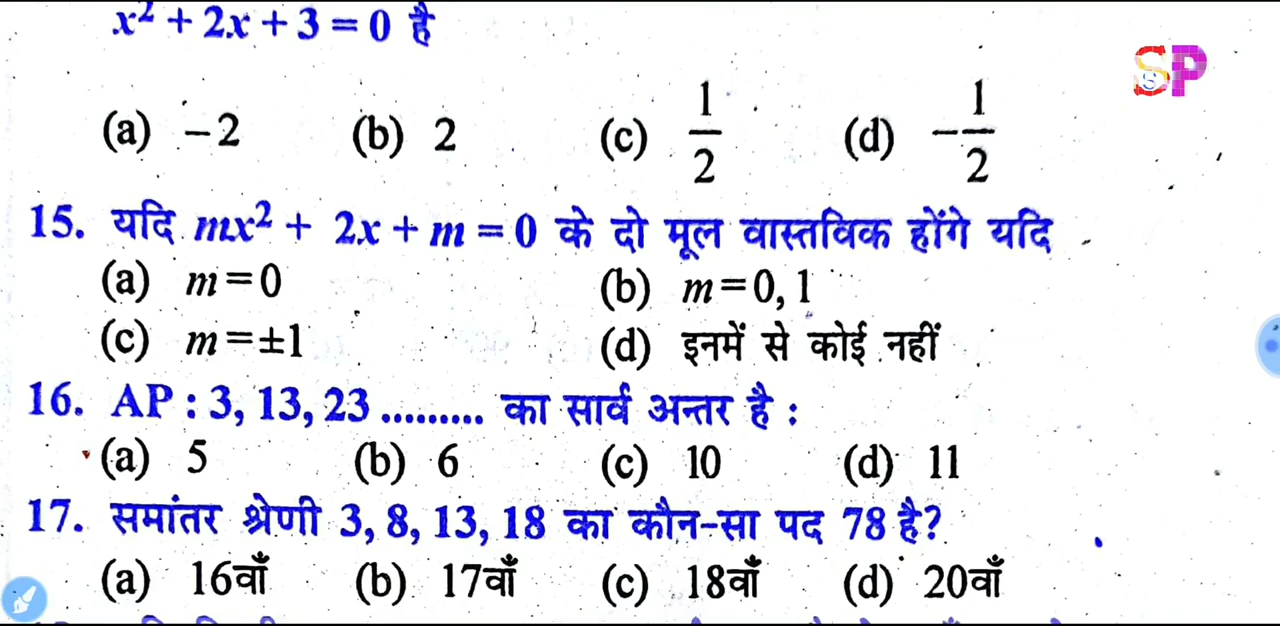 x² + 2x + 3 = 0 है
SP
(a) -2 (b) 2 (c) 1/2 (d) -1/2
15. यदि mx² + 2x + m = 0 के दो मूल वास्तविक होंगे यदि
(a) m = 0 (b) m = 0, 1
(c) m = ±1 (d) इनमें से कोई नहीं
16. AP : 3, 13, 23 ......... का सार्व अन्तर है :
(a) 5 (b) 6 (c) 10 (d) 11
17. समांतर श्रेणी 3, 8, 13, 18 का कौन-सा पद 78 है?
(a) 16वाँ (b) 17वाँ (c) 18वाँ (d) 20वाँ